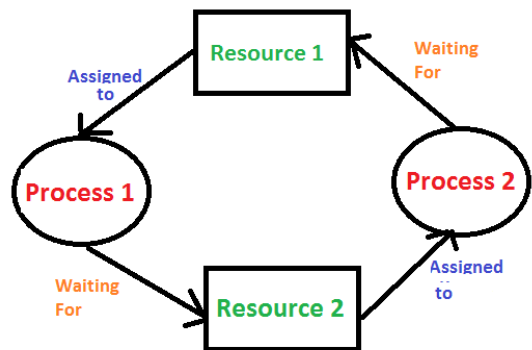 Resource 1
Waiting
For
Assigned
to
Process 1
Process 2
Waiting
For
Resource 2
Assigned
to